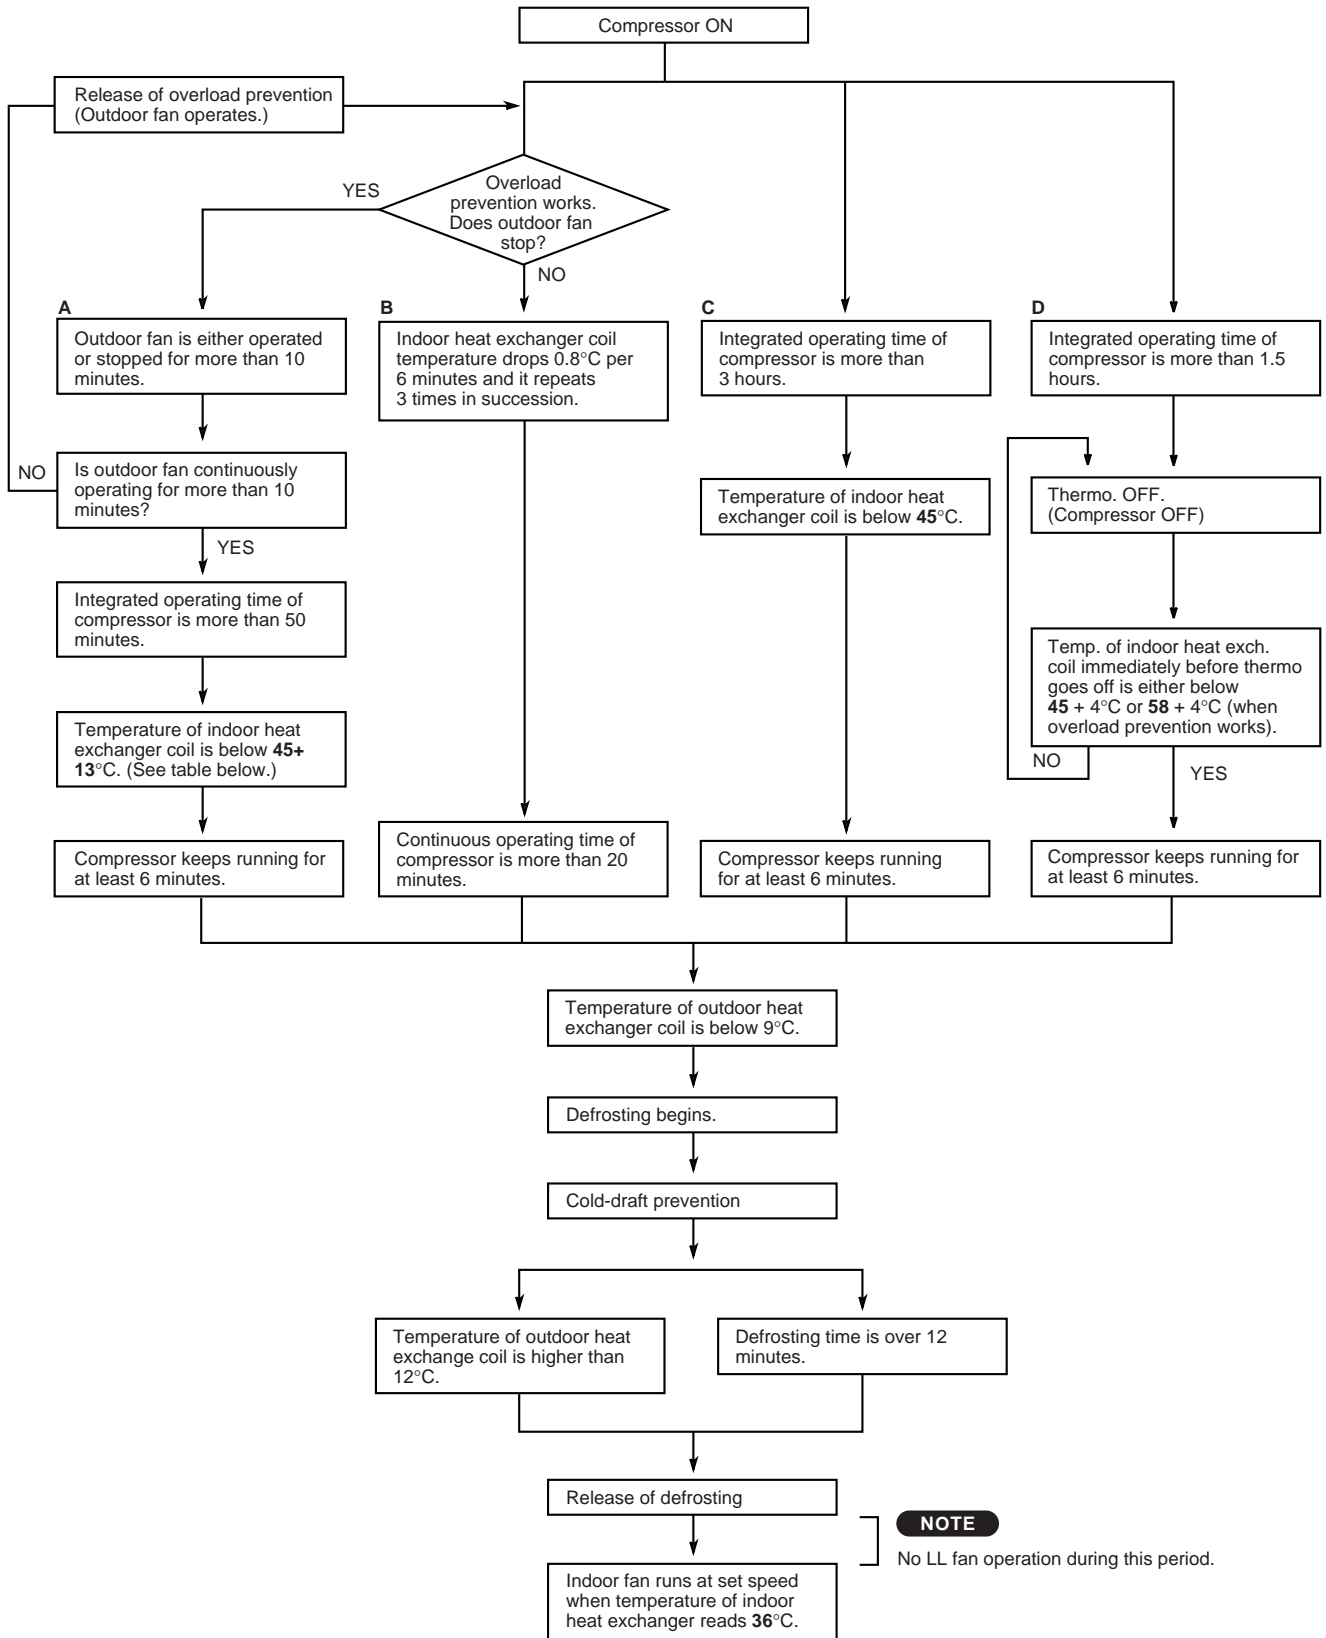 Compressor ON
Release of overload prevention
(Outdoor fan operates.)
Overload
prevention works.
Does outdoor fan
stop?
YES
NO
A
Outdoor fan is either operated
or stopped for more than 10
minutes.
Is outdoor fan continuously
operating for more than 10
minutes?
NO
YES
Integrated operating time of
compressor is more than 50
minutes.
Temperature of indoor heat
exchanger coil is below 45+
13°C. (See table below.)
Compressor keeps running for
at least 6 minutes.
B
Indoor heat exchanger coil
temperature drops 0.8°C per
6 minutes and it repeats
3 times in succession.
Continuous operating time of
compressor is more than 20
minutes.
C
Integrated operating time of
compressor is more than
3 hours.
Temperature of indoor heat
exchanger coil is below 45°C.
Compressor keeps running
for at least 6 minutes.
D
Integrated operating time of
compressor is more than 1.5
hours.
Thermo. OFF.
(Compressor OFF)
Temp. of indoor heat exch.
coil immediately before thermo
goes off is either below
45 + 4°C or 58 + 4°C (when
overload prevention works).
NO
YES
Compressor keeps running for
at least 6 minutes.
Temperature of outdoor heat
exchanger coil is below 9°C.
Defrosting begins.
Cold-draft prevention
Temperature of outdoor heat
exchange coil is higher than
12°C.
Defrosting time is over 12
minutes.
Release of defrosting
NOTE
No LL fan operation during this period.
Indoor fan runs at set speed
when temperature of indoor
heat exchanger reads 36°C.